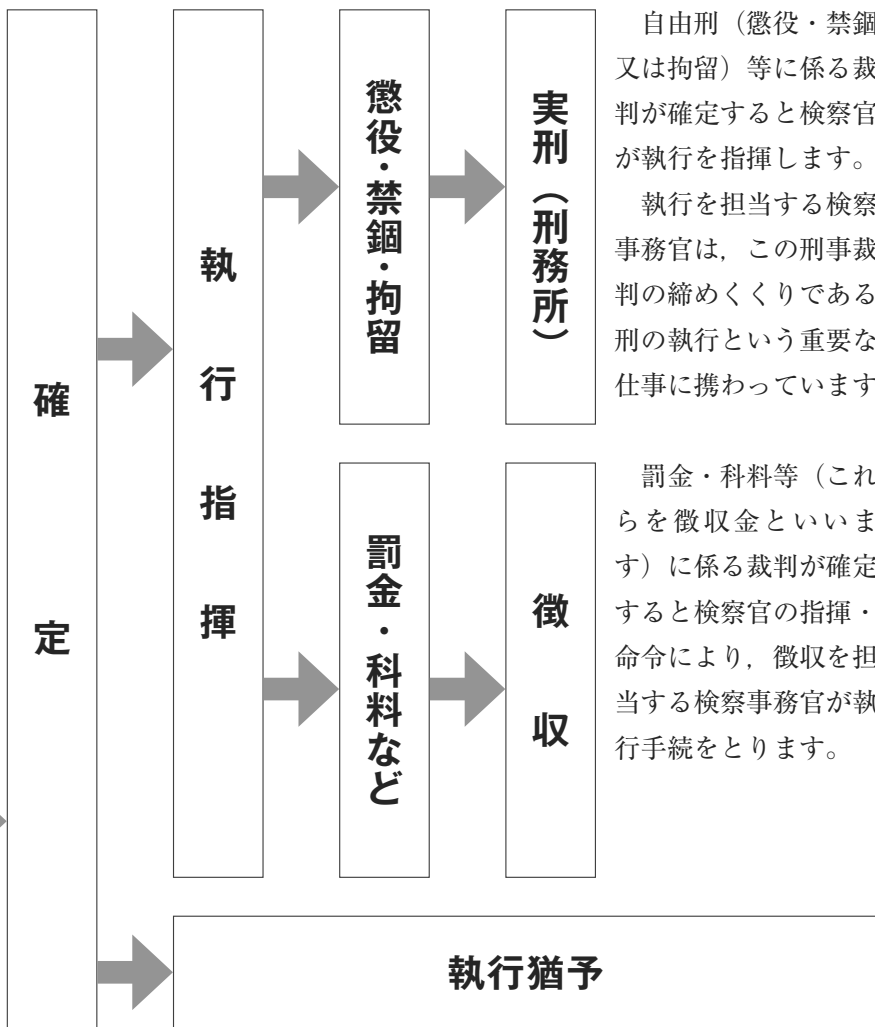 確定
執行指揮
懲役・禁錮・拘留
実刑（刑務所）
自由刑（懲役・禁錮
又は拘留）等に係る裁
判が確定すると検察官
が執行を指揮します。
執行を担当する検察
事務官は，この刑事裁
判の締めくくりである
刑の執行という重要な
仕事に携わっています
罰金・科料など
徴収
罰金・科料等（これ
らを徴収金といいま
す）に係る裁判が確定
すると検察官の指揮・
命令により，徴収を担
当する検察事務官が執
行手続をとります。
執行猶予